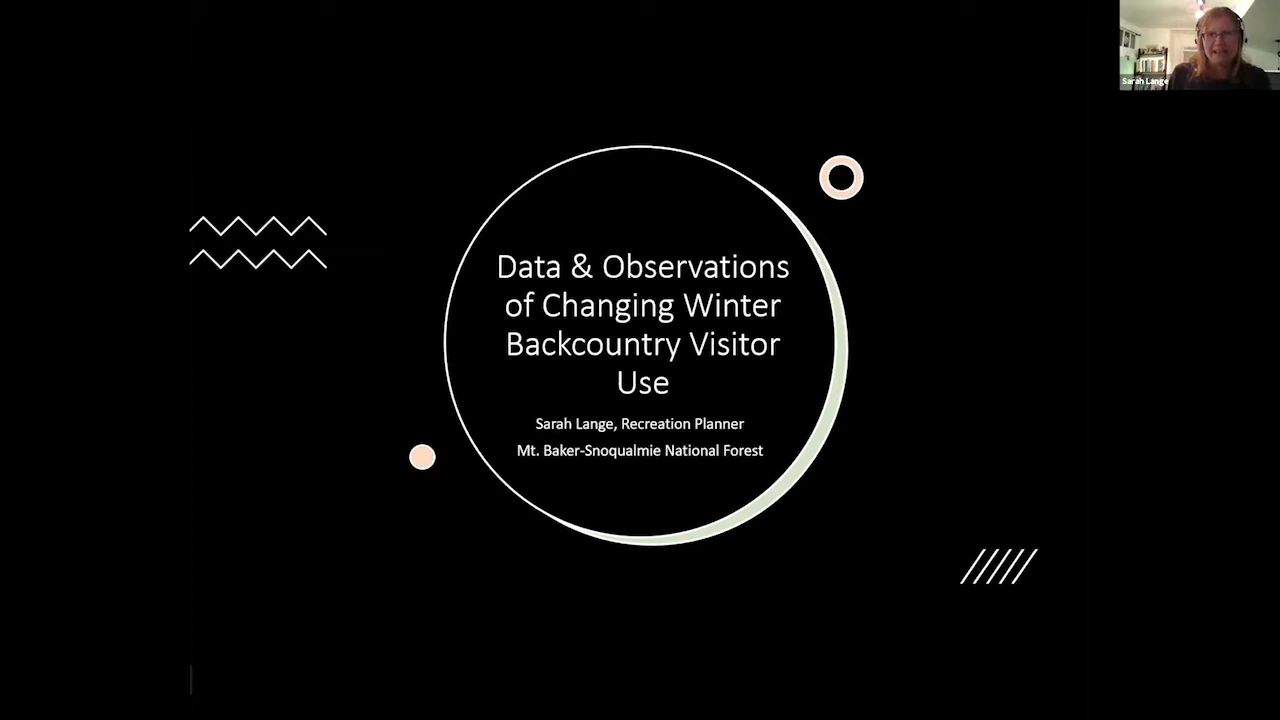 Sarah Lange
Data & Observations
of Changing Winter
Backcountry Visitor
Use
Sarah Lange, Recreation Planner
Mt. Baker-Snoqualmie National Forest